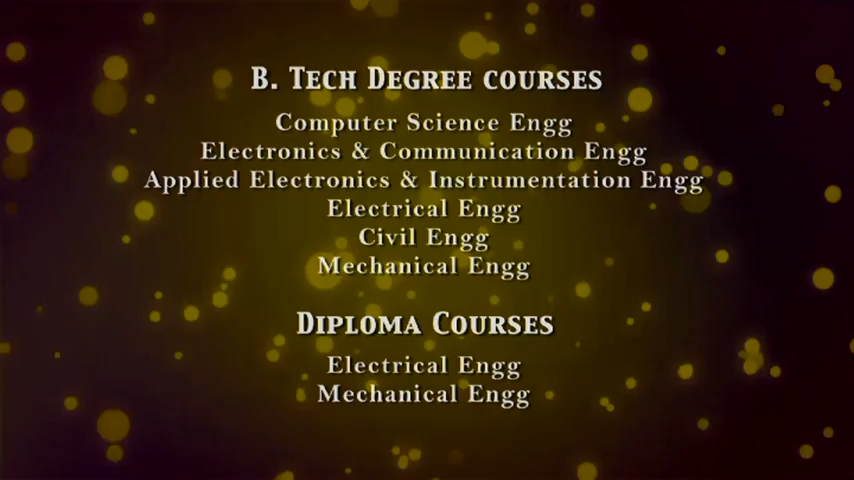 B. Tech Degree courses
Computer Science Engg
Electronics & Communication Engg
Applied Electronics & Instrumentation Engg
Electrical Engg
Civil Engg
Mechanical Engg
Diploma Courses
Electrical Engg
Mechanical Engg